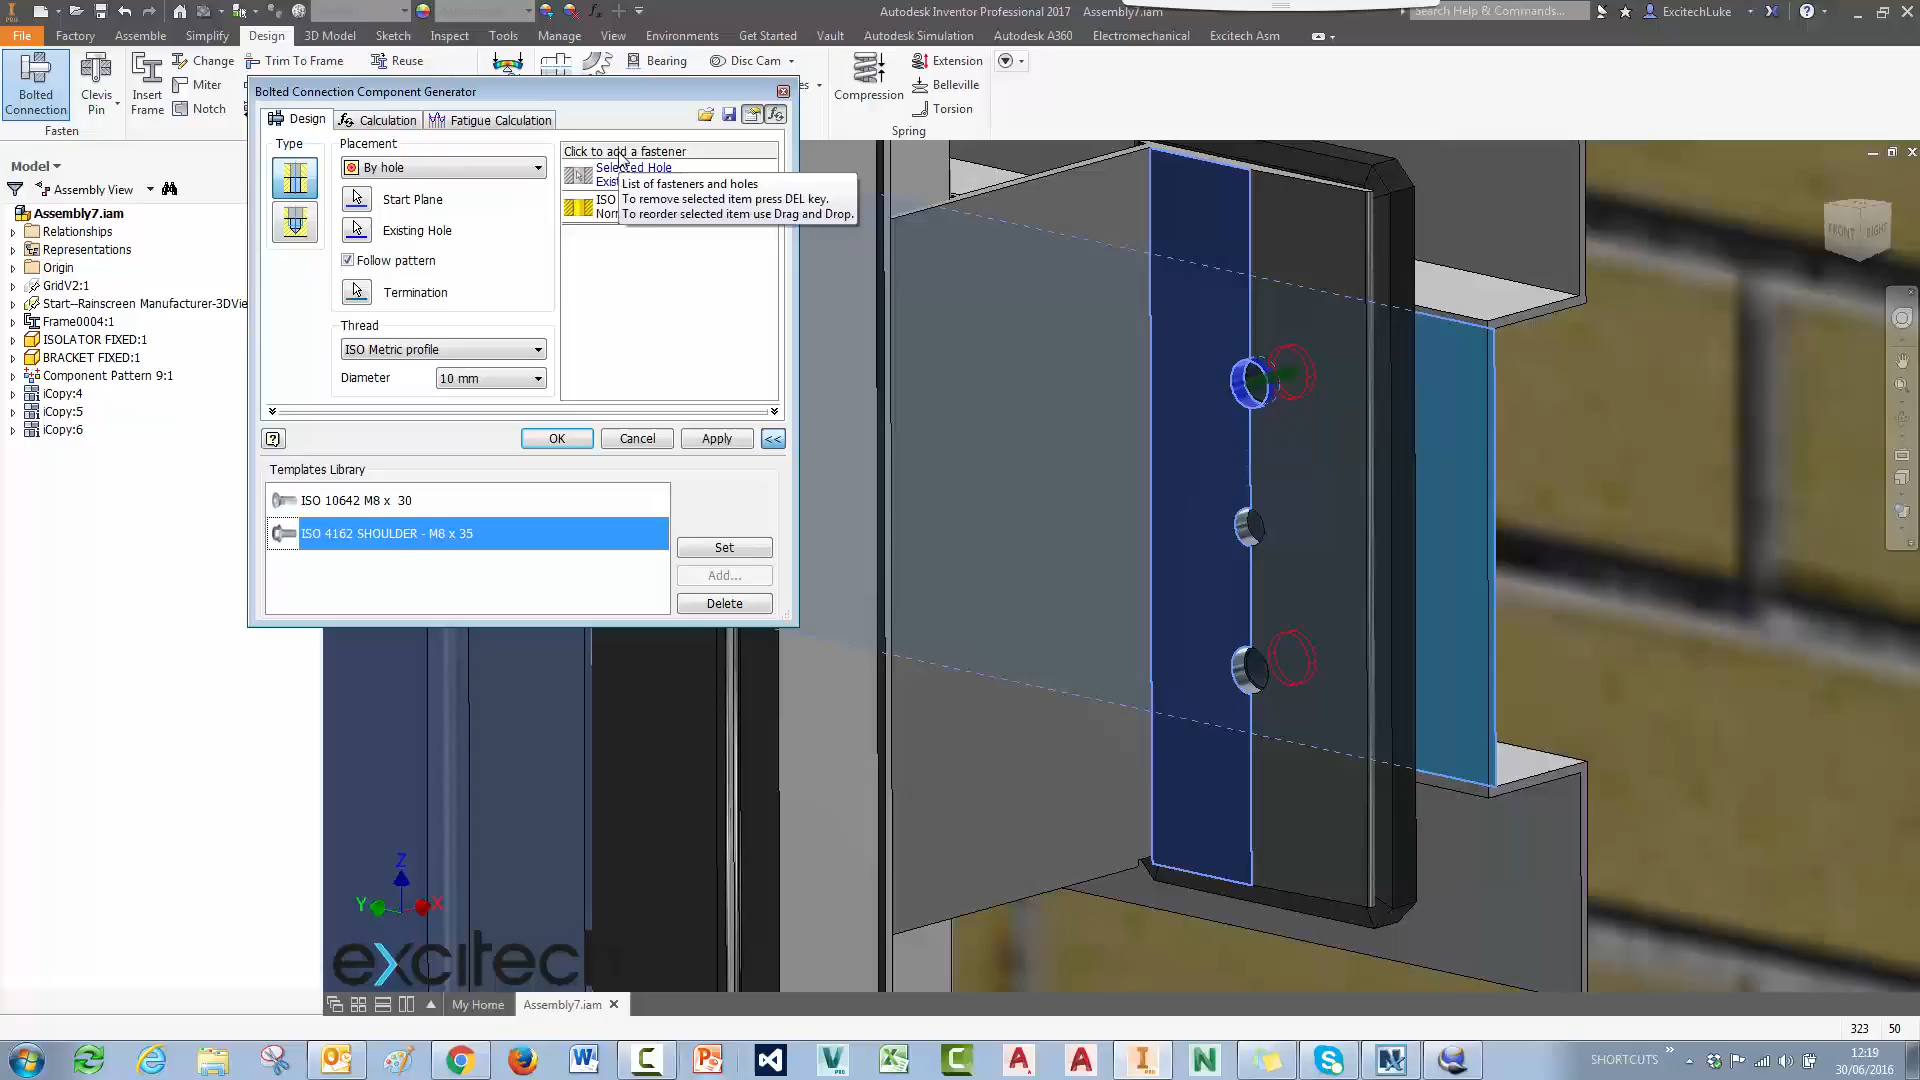 Autodesk Inventor Professional 2017 Assembly7.iam
Search Help & Commands...
ExcitechLuke
File Factory Assemble Simplify Design 3D Model Sketch Inspect Tools View Manage Environments Get Started Vault Autodesk Simulation Autodesk A360 Electromechanical Excitech Asm
Bolted Connection
Clevis Pin
Insert Frame
Change
Miter
Notch
Trim To Frame
Reuse
Bearing
Disc Cam
Compression
Extension
Belleville
Torsion
Fasten
Spring
Model
Assembly View
Assembly7.iam
Relationships
Representations
Origin
GridV2:1
Start--Rainscreen Manufacturer-3DVie
Frame0004:1
ISOLATOR FIXED:1
BRACKET FIXED:1
Component Pattern 9:1
iCopy:4
iCopy:5
iCopy:6
Bolted Connection Component Generator
Design Calculation Fatigue Calculation
Type
Placement
By hole
Start Plane
Existing Hole
Follow pattern
Termination
Thread
ISO Metric profile
Diameter 10 mm
Click to add a fastener
Selected Hole
Exis
ISO
Norr
List of fasteners and holes
To remove selected item press DEL key.
To reorder selected item use Drag and Drop.
OK Cancel Apply <<
Templates Library
ISO 10642 M8 x 30
ISO 4162 SHOULDER - M8 x 35
Set
Add...
Delete
FRONT RIGHT
Z
Y X
excitech
My Home Assembly7.iam
323 50
SHORTCUTS
12:19
30/06/2016